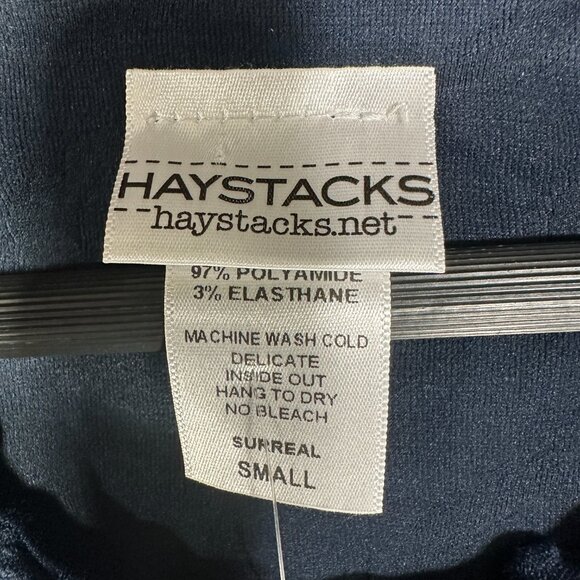 HAYSTACKS
haystacks.net
97% POLYAMIDE
3% ELASTHANE
MACHINE WASH COLD
DELICATE
INSIDE OUT
HANG TO DRY
NO BLEACH
SURREAL
SMALL